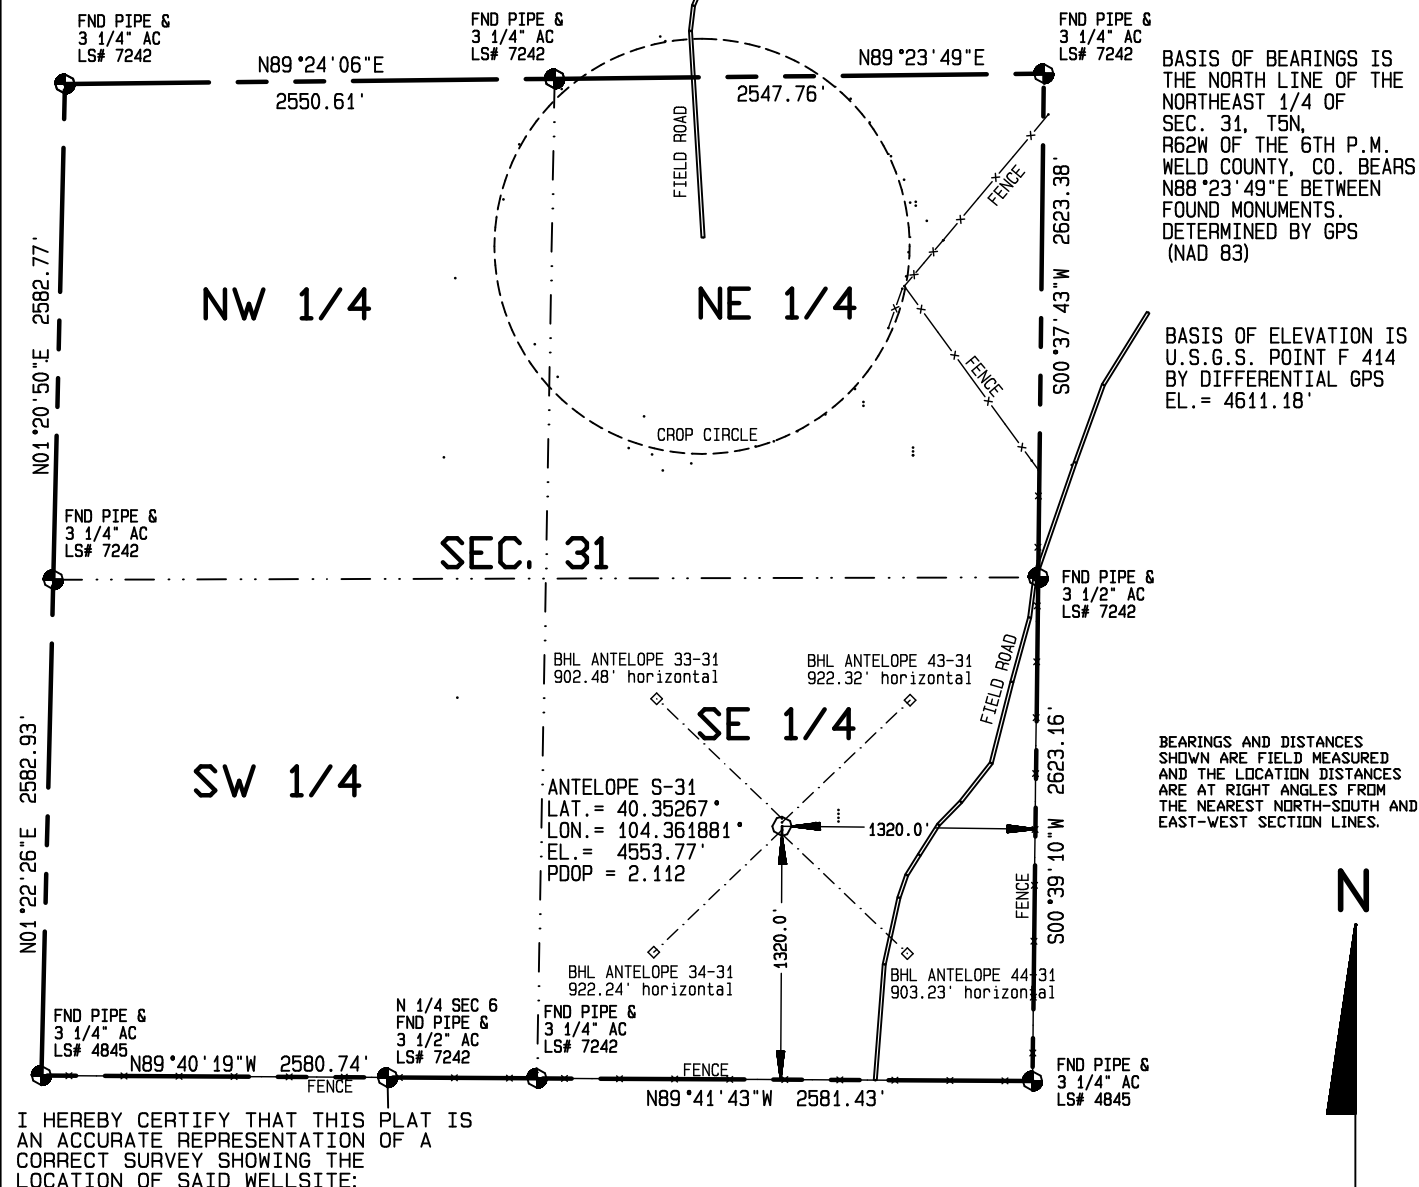 FND PIPE &
3 1/4" AC
LS# 7242
FND PIPE &
3 1/4" AC
LS# 7242
FND PIPE &
3 1/4" AC
LS# 7242
N89°24'06"E
2550.61'
N89°23'49"E
2547.76'
BASIS OF BEARINGS IS
THE NORTH LINE OF THE
NORTHEAST 1/4 OF
SEC. 31, T5N,
R62W OF THE 6TH P.M.
WELD COUNTY, CO. BEARS
N88°23'49"E BETWEEN
FOUND MONUMENTS.
DETERMINED BY GPS
(NAD 83)
FIELD ROAD
FENCE
S00°37'43"W 2623.38'
N01°20'50"E 2582.77'
NW 1/4
NE 1/4
BASIS OF ELEVATION IS
U.S.G.S. POINT F 414
BY DIFFERENTIAL GPS
EL.= 4611.18'
FENCE
CROP CIRCLE
FND PIPE &
3 1/4" AC
LS# 7242
SEC. 31
FND PIPE &
3 1/2" AC
LS# 7242
BHL ANTELOPE 33-31
902.48' horizontal
BHL ANTELOPE 43-31
922.32' horizontal
FIELD ROAD
SE 1/4
SW 1/4
N01°22'26"E 2582.93'
ANTELOPE S-31
LAT.= 40.35267°
LON.= 104.361881°
EL.= 4553.77'
PDOP = 2.112
1320.0'
1320.0'
S00°39'10"W 2623.16'
FENCE
BEARINGS AND DISTANCES
SHOWN ARE FIELD MEASURED
AND THE LOCATION DISTANCES
ARE AT RIGHT ANGLES FROM
THE NEAREST NORTH-SOUTH AND
EAST-WEST SECTION LINES.
N
BHL ANTELOPE 34-31
922.24' horizontal
BHL ANTELOPE 44-31
903.23' horizontal
FND PIPE &
3 1/4" AC
LS# 4845
N 1/4 SEC 6
FND PIPE &
3 1/2" AC
LS# 7242
FND PIPE &
3 1/4" AC
LS# 7242
N89°40'19"W 2580.74'
FENCE
FENCE
N89°41'43"W 2581.43'
FND PIPE &
3 1/4" AC
LS# 4845
I HEREBY CERTIFY THAT THIS PLAT IS
AN ACCURATE REPRESENTATION OF A
CORRECT SURVEY SHOWING THE
LOCATION OF SAID WELLSITE: